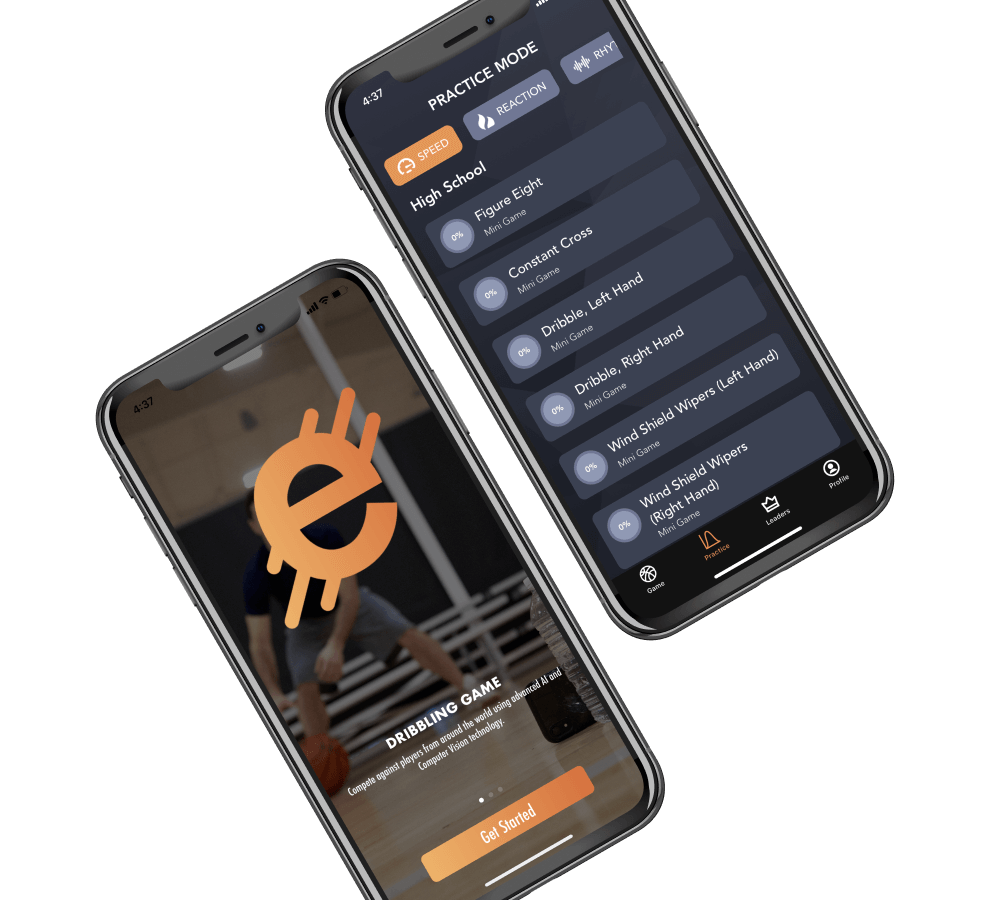 4:37
PRACTICE MODE
SPEED
REACTION
High School
0%
Figure Eight
Mini Game
0%
Constant Cross
Mini Game
0%
Dribble, Left Hand
Mini Game
0%
Dribble, Right Hand
Mini Game
0%
Wind Shield Wipers (Left Hand)
Mini Game
0%
Wind Shield Wipers
(Right Hand)
Mini Game
Game
Practice
Leaders
Profile
4:37
e
DRIBBLING GAME
Compete against players from around the world using advanced AI and
Computer Vision technology.
Get Started